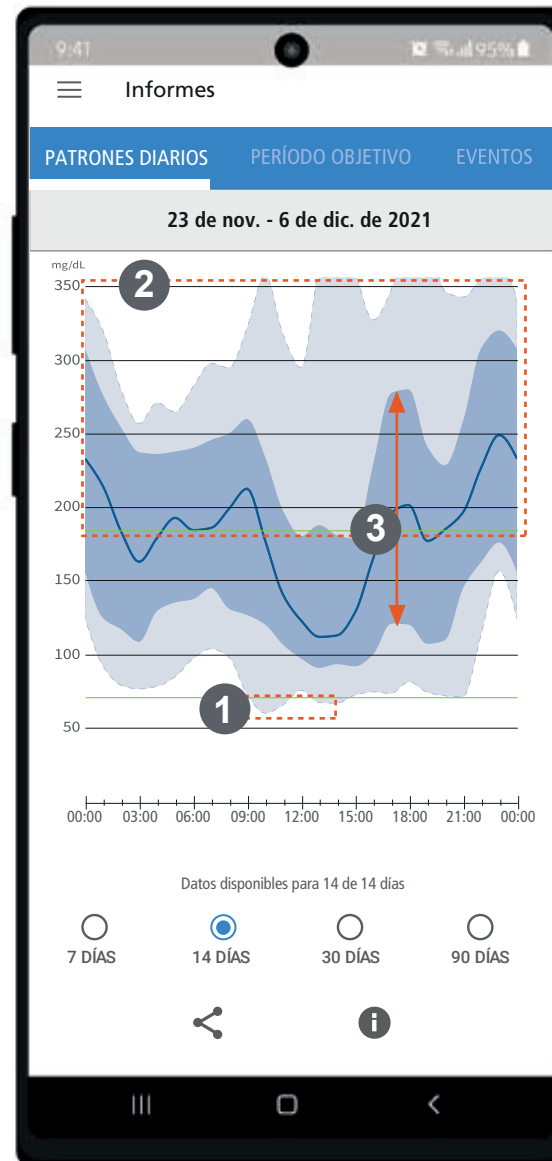 9:41 95%
Informes
PATRONES DIARIOS PERÍODO OBJETIVO EVENTOS
23 de nov. - 6 de dic. de 2021
mg/dL
350
2
300
250
200
3
150
100
1
50
00:00 03:00 06:00 09:00 12:00 15:00 18:00 21:00 00:00
Datos disponibles para 14 de 14 días
7 DÍAS 14 DÍAS 30 DÍAS 90 DÍAS